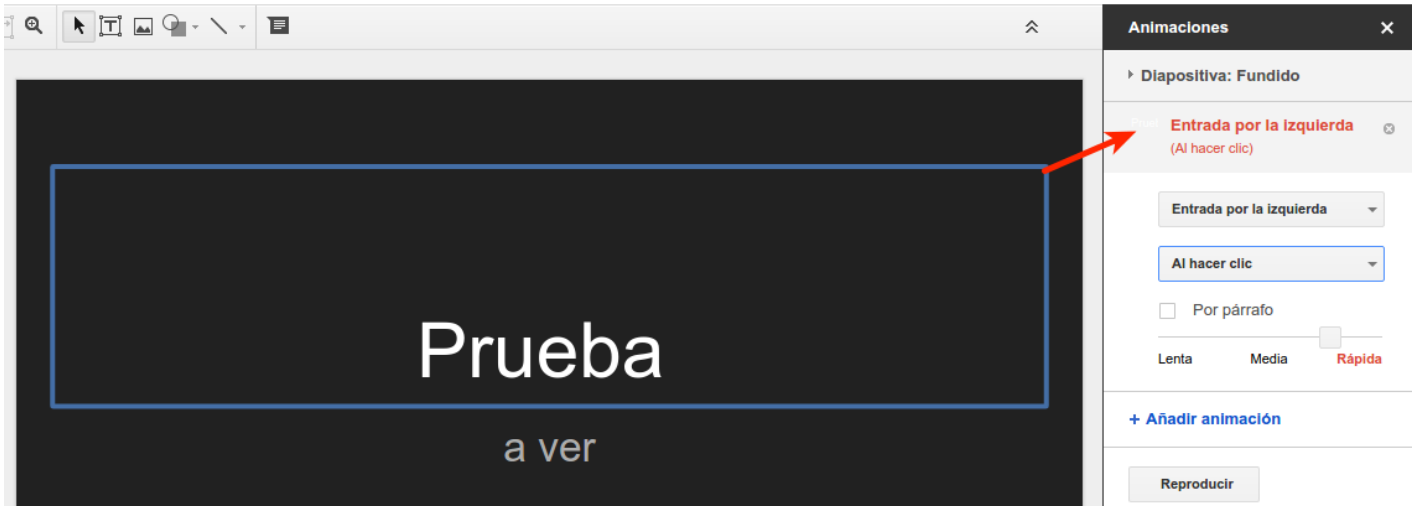 Animaciones
Diapositiva: Fundido
Entrada por la izquierda
(Al hacer clic)
Entrada por la izquierda
Al hacer clic
Por párrafo
Lenta Media Rápida
+ Añadir animación
Reproducir
Prueba
a ver